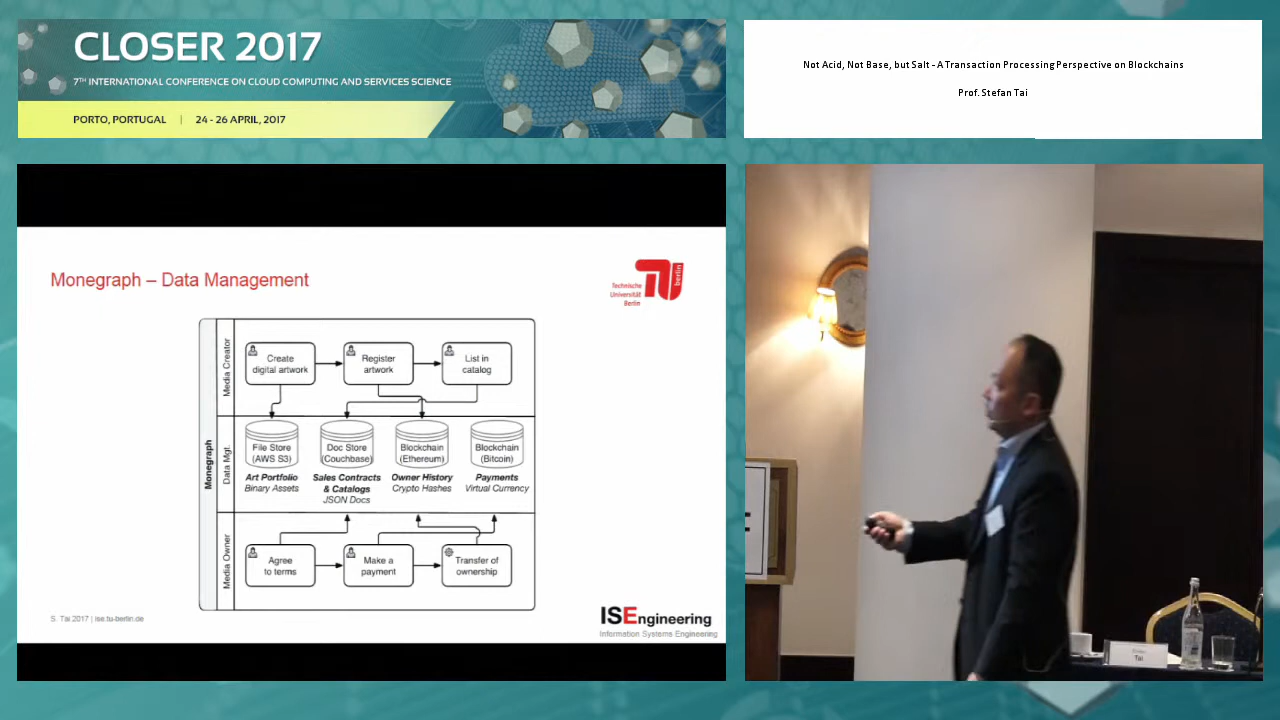 CLOSER 2017
7TH INTERNATIONAL CONFERENCE ON CLOUD COMPUTING AND SERVICES SCIENCE
PORTO, PORTUGAL | 24 - 26 APRIL, 2017
Not Acid, Not Base, but Salt - A Transaction Processing Perspective on Blockchains
Prof. Stefan Tai
Monegraph – Data Management
Technische
Universität
Berlin
berlin
Monegraph
Media Creator
Create
digital artwork
Register
artwork
List in
catalog
Data Mgt.
File Store
(AWS S3)
Doc Store
(Couchbase)
Blockchain
(Ethereum)
Blockchain
(Bitcoin)
Art Portfolio
Binary Assets
Sales Contracts
& Catalogs
JSON Docs
Owner History
Crypto Hashes
Payments
Virtual Currency
Media Owner
Agree
to terms
Make a
payment
Transfer of
ownership
S. Tai 2017 | ise.tu-berlin.de
ISEngineering
Information Systems Engineering
Tai